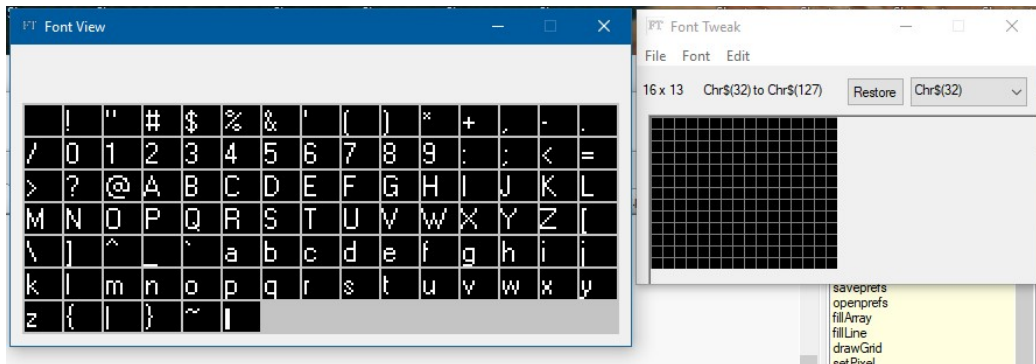 FT Font View
! " # $ % & ' ( ) * + , - .
/ 0 1 2 3 4 5 6 7 8 9 : ; < =
> ? @ A B C D E F G H I J K L
M N O P Q R S T U V W X Y Z [
\ ] ^ _ ` a b c d e f g h i j
k l m n o p q r s t u v w x y
z { | } ~
FT Font Tweak
File Font Edit
16 x 13 Chr$(32) to Chr$(127) Restore Chr$(32)
saveprefs
openprefs
fillArray
fillLine
drawGrid
setPixel